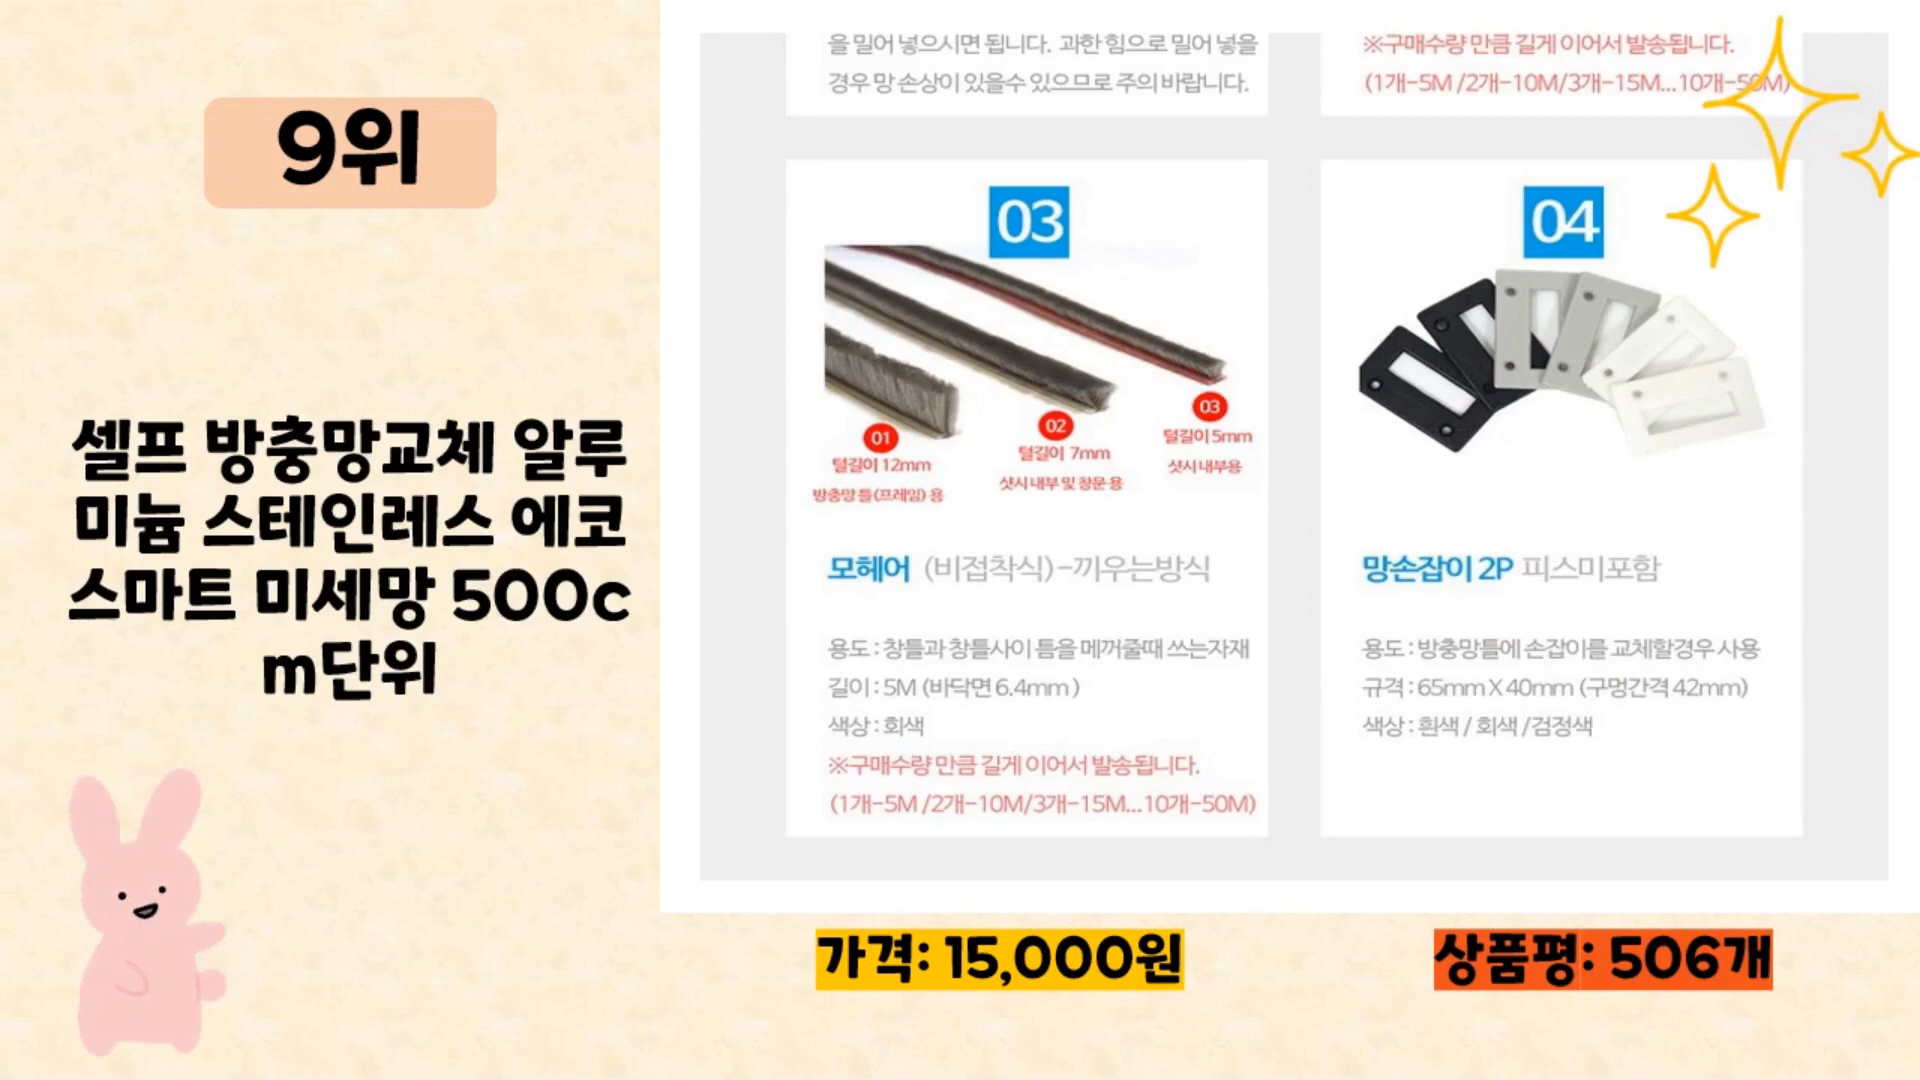 9위
셀프 방충망교체 알루
미늄 스테인레스 에코
스마트 미세망 500c
m단위
을 밀어 넣으시면 됩니다. 과한 힘으로 밀어 넣을
경우 망 손상이 있을수 있으므로 주의 바랍니다.
※구매수량 만큼 길게 이어서 발송됩니다.
(1개-5M /2개-10M/3개-15M...10개-50M)
03
01
털길이 12mm
방충망 틀(프레임) 용
02
털길이 7mm
샷시 내부 및 창문 용
03
털길이 5mm
샷시 내부용
모헤어 (비접착식)-끼우는방식
용도 : 창틀과 창틀사이 틈을 메꺼줄때 쓰는자재
길이 : 5M (바닥면 6.4mm )
색상 : 회색
※구매수량 만큼 길게 이어서 발송됩니다.
(1개-5M /2개-10M/3개-15M...10개-50M)
04
망손잡이 2P 피스미포함
용도 : 방충망틀에 손잡이를 교체할경우 사용
규격 : 65mm X 40mm (구멍간격 42mm)
색상 : 흰색 / 회색 /검정색
가격: 15,000원
상품평: 506개